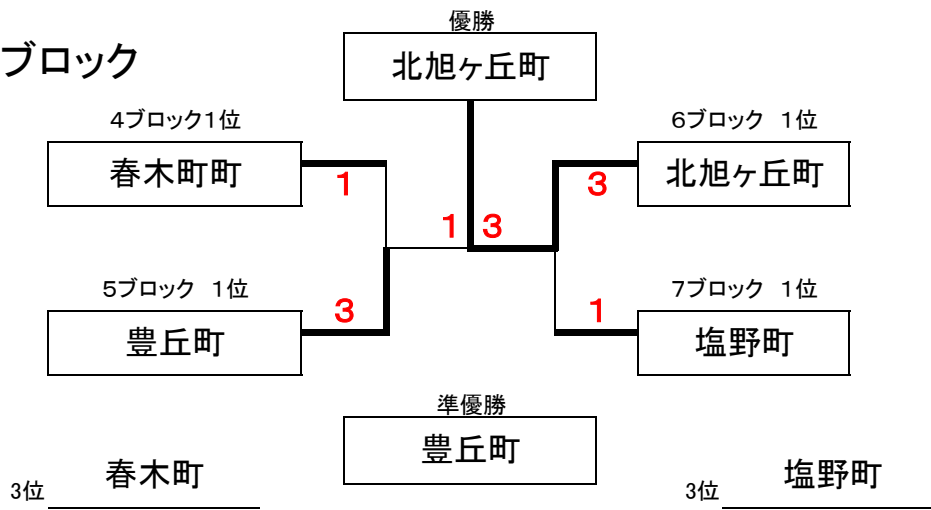 優勝
ブロック
北旭ヶ丘町
4ブロック1位
6ブロック 1位
春木町町
北旭ヶ丘町
1
3
1 3
5ブロック 1位
7ブロック 1位
3
1
豊丘町
塩野町
準優勝
豊丘町
3位 春木町
3位 塩野町